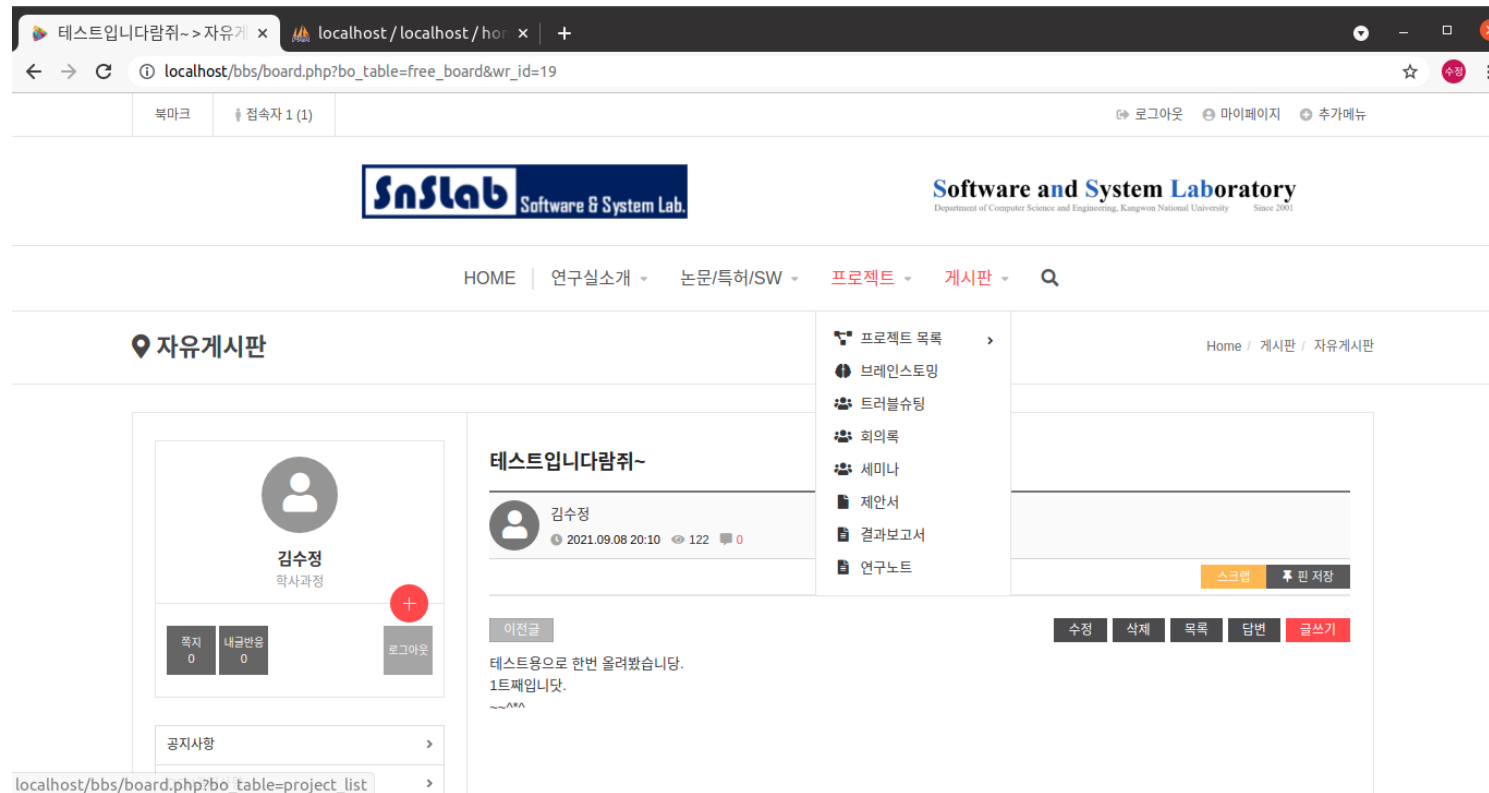 테스트입니다람쥐~ > 자유게
localhost / localhost / hon
localhost/bbs/board.php?bo_table=free_board&wr_id=19
수정
북마크
접속자 1 (1)
로그아웃
마이페이지
추가메뉴
SnSLab Software & System Lab.
Software and System Laboratory
Department of Computer Science and Engineering, Kangwon National University Since 2001
HOME
연구실소개
논문/특허/SW
프로젝트
게시판
자유게시판
Home / 게시판 / 자유게시판
프로젝트 목록
브레인스토밍
트러블슈팅
회의록
세미나
제안서
결과보고서
연구노트
김수정
학사과정
쪽지
0
내글반응
0
로그아웃
공지사항
테스트입니다람쥐~
김수정
2021.09.08 20:10 122 0
스크랩
핀 저장
이전글
수정
삭제
목록
답변
글쓰기
테스트용으로 한번 올려봤습니당.
1트째입니닷.
~~^*^
localhost/bbs/board.php?bo_table=project_list